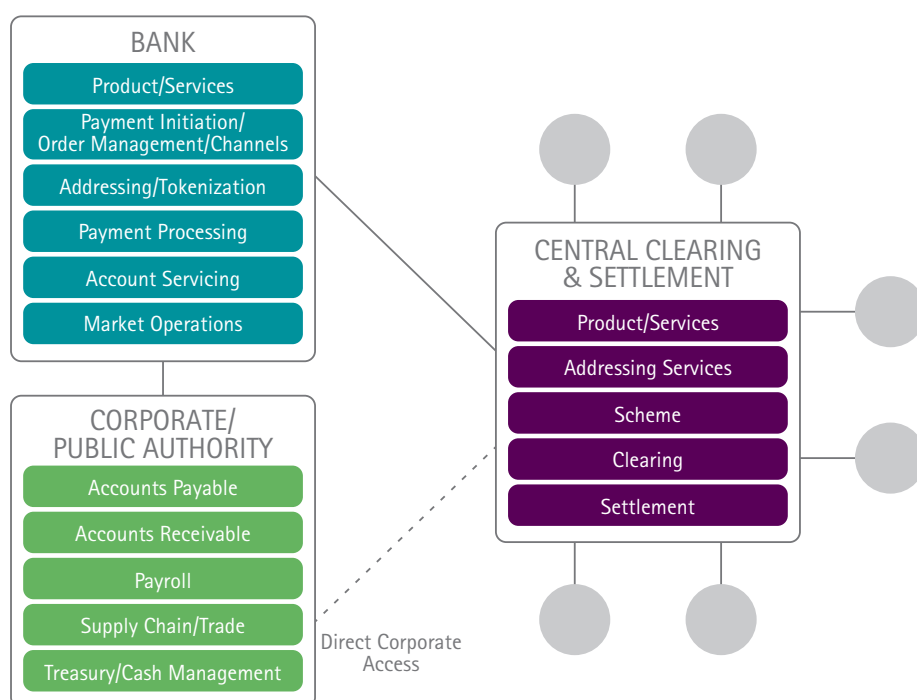 BANK
Product/Services
Payment Initiation/
Order Management/Channels
Addressing/Tokenization
Payment Processing
Account Servicing
Market Operations
CORPORATE/
PUBLIC AUTHORITY
Accounts Payable
Accounts Receivable
Payroll
Supply Chain/Trade
Treasury/Cash Management
Direct Corporate
Access
CENTRAL CLEARING
& SETTLEMENT
Product/Services
Addressing Services
Scheme
Clearing
Settlement